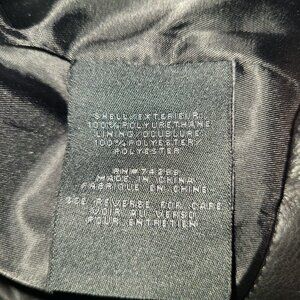 SHELL/EXTERIEUR:
100% POLYURETHANE
LINING/DOUBLURE:
100% POLYESTER/
POLYESTER
MADE IN CHINA
FABRIQUE EN CHINE
SEE REVERSE FOR CARE
VOIR AU VERSO
POUR ENTRETIEN